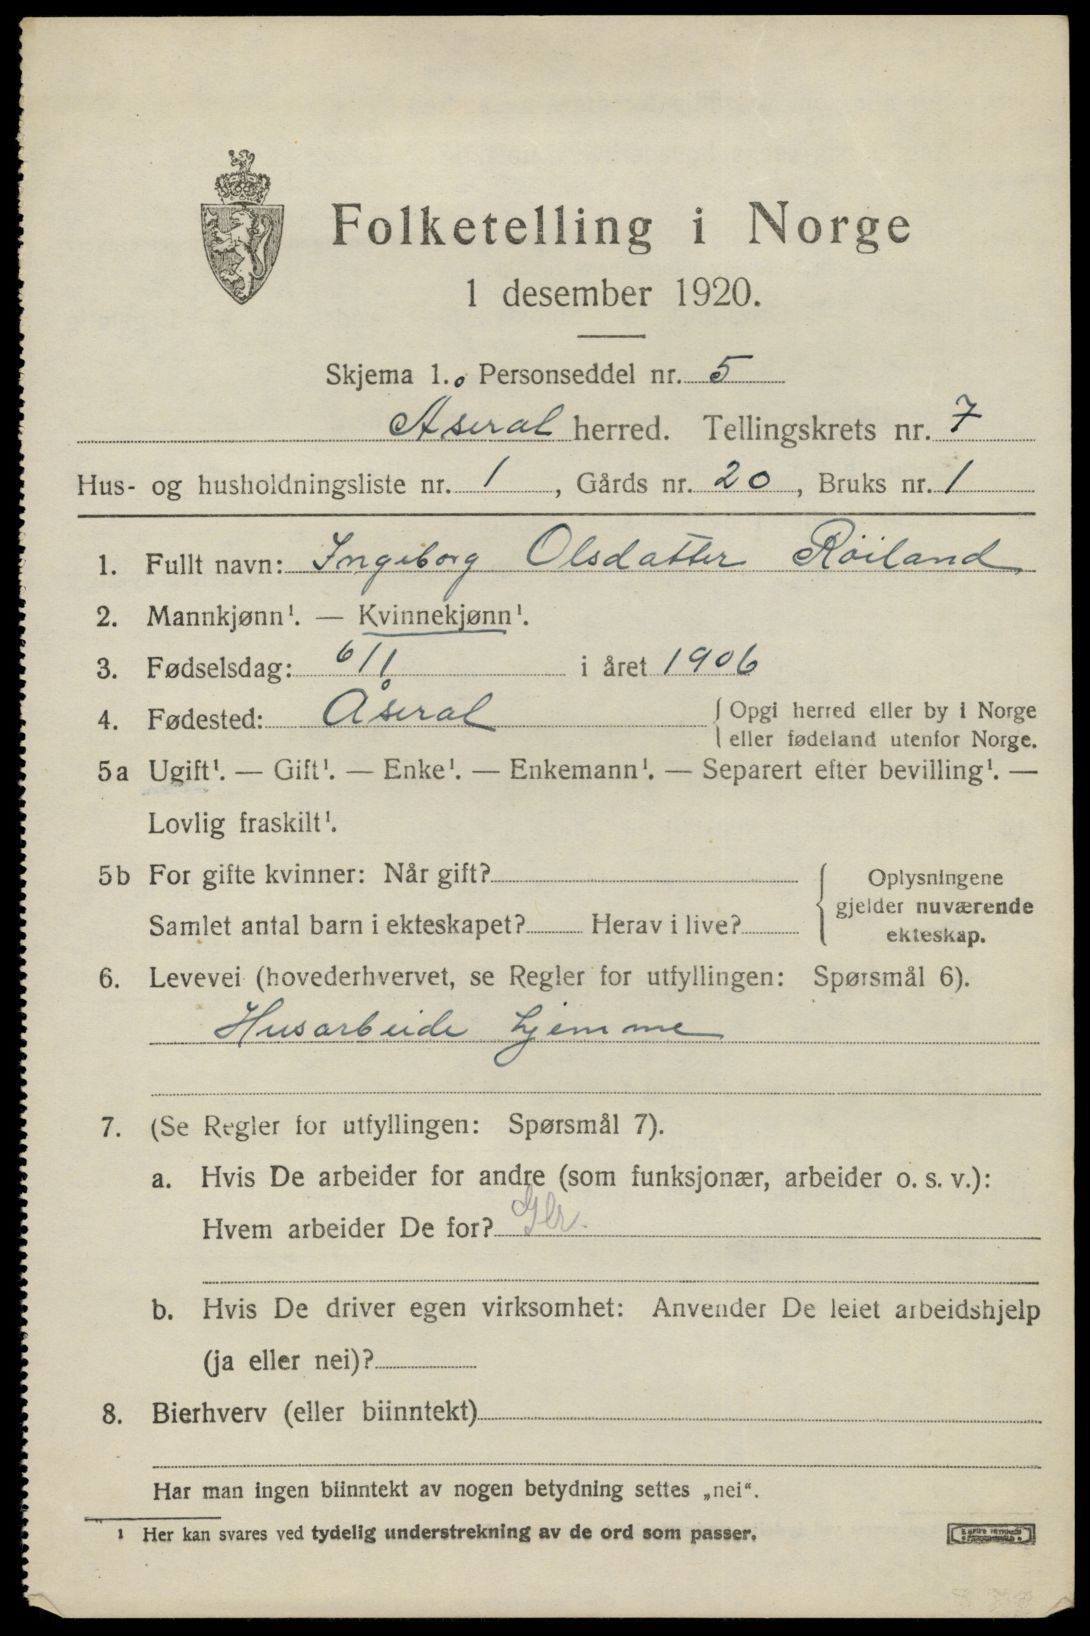 Folketelling i Norge
1 desember 1920.
Skjema 1. Personseddel nr. 5
Åseral herred. Tellingskrets nr. 7
Hus- og husholdningsliste nr. 1, Gårds nr. 20, Bruks nr. 1
1. Fullt navn: Ingeborg Olsdatter Röiland
2. Mannkjønn¹. — Kvinnekjønn¹.
3. Fødselsdag: 6/1 i året 1906
4. Fødested: Åseral { Opgi herred eller by i Norge
eller fødeland utenfor Norge.
5a Ugift¹. — Gift¹. — Enke¹. — Enkemann¹. — Separert efter bevilling¹. —
Lovlig fraskilt¹.
5b For gifte kvinner: Når gift? { Oplysningene
gjelder nuværende
Samlet antal barn i ekteskapet? Herav i live?
ekteskap.
6. Levevei (hovederhvervet, se Regler for utfyllingen: Spørsmål 6).
Husarbeide hjemme
7. (Se Regler for utfyllingen: Spørsmål 7).
a. Hvis De arbeider for andre (som funksjonær, arbeider o. s. v.):
Hvem arbeider De for?
b. Hvis De driver egen virksomhet: Anvender De leiet arbeidshjelp
(ja eller nei)?
8. Bierhverv (eller biinntekt)
Har man ingen biinntekt av nogen betydning settes „nei“.
¹ Her kan svares ved tydelig understrekning av de ord som passer.